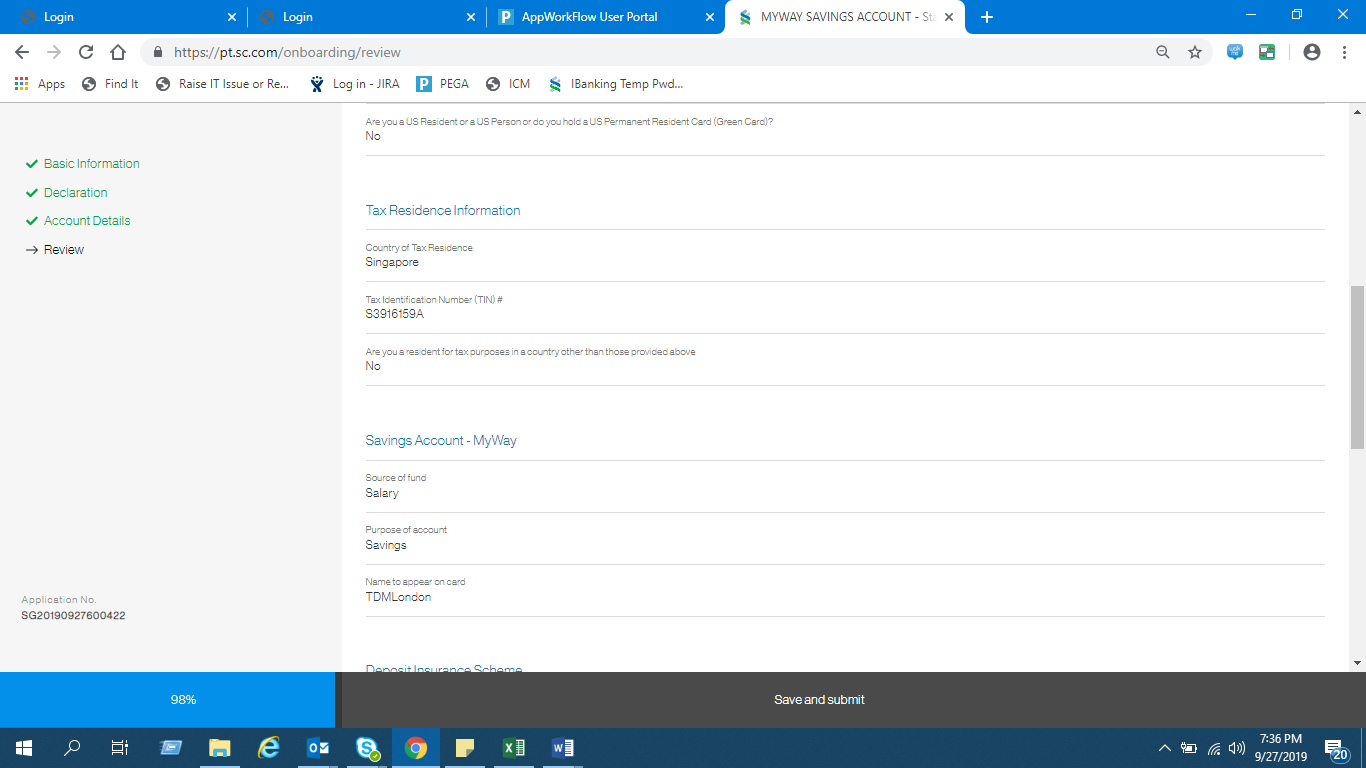 Login
Login
AppWorkFlow User Portal
MYWAY SAVINGS ACCOUNT - Sta
https://pt.sc.com/onboarding/review
Apps
Find It
Raise IT Issue or Re...
Log in - JIRA
PEGA
ICM
IBanking Temp Pwd...
Basic Information
Declaration
Account Details
Review
Application No.
SG20190927600422
Are you a US Resident or a US Person or do you hold a US Permanent Resident Card (Green Card)?
No
Tax Residence Information
Country of Tax Residence
Singapore
Tax Identification Number (TIN) #
S3916159A
Are you a resident for tax purposes in a country other than those provided above
No
Savings Account - MyWay
Source of fund
Salary
Purpose of account
Savings
Name to appear on card
TDMLondon
Deposit Insurance Scheme
98%
Save and submit
7:36 PM
9/27/2019
20